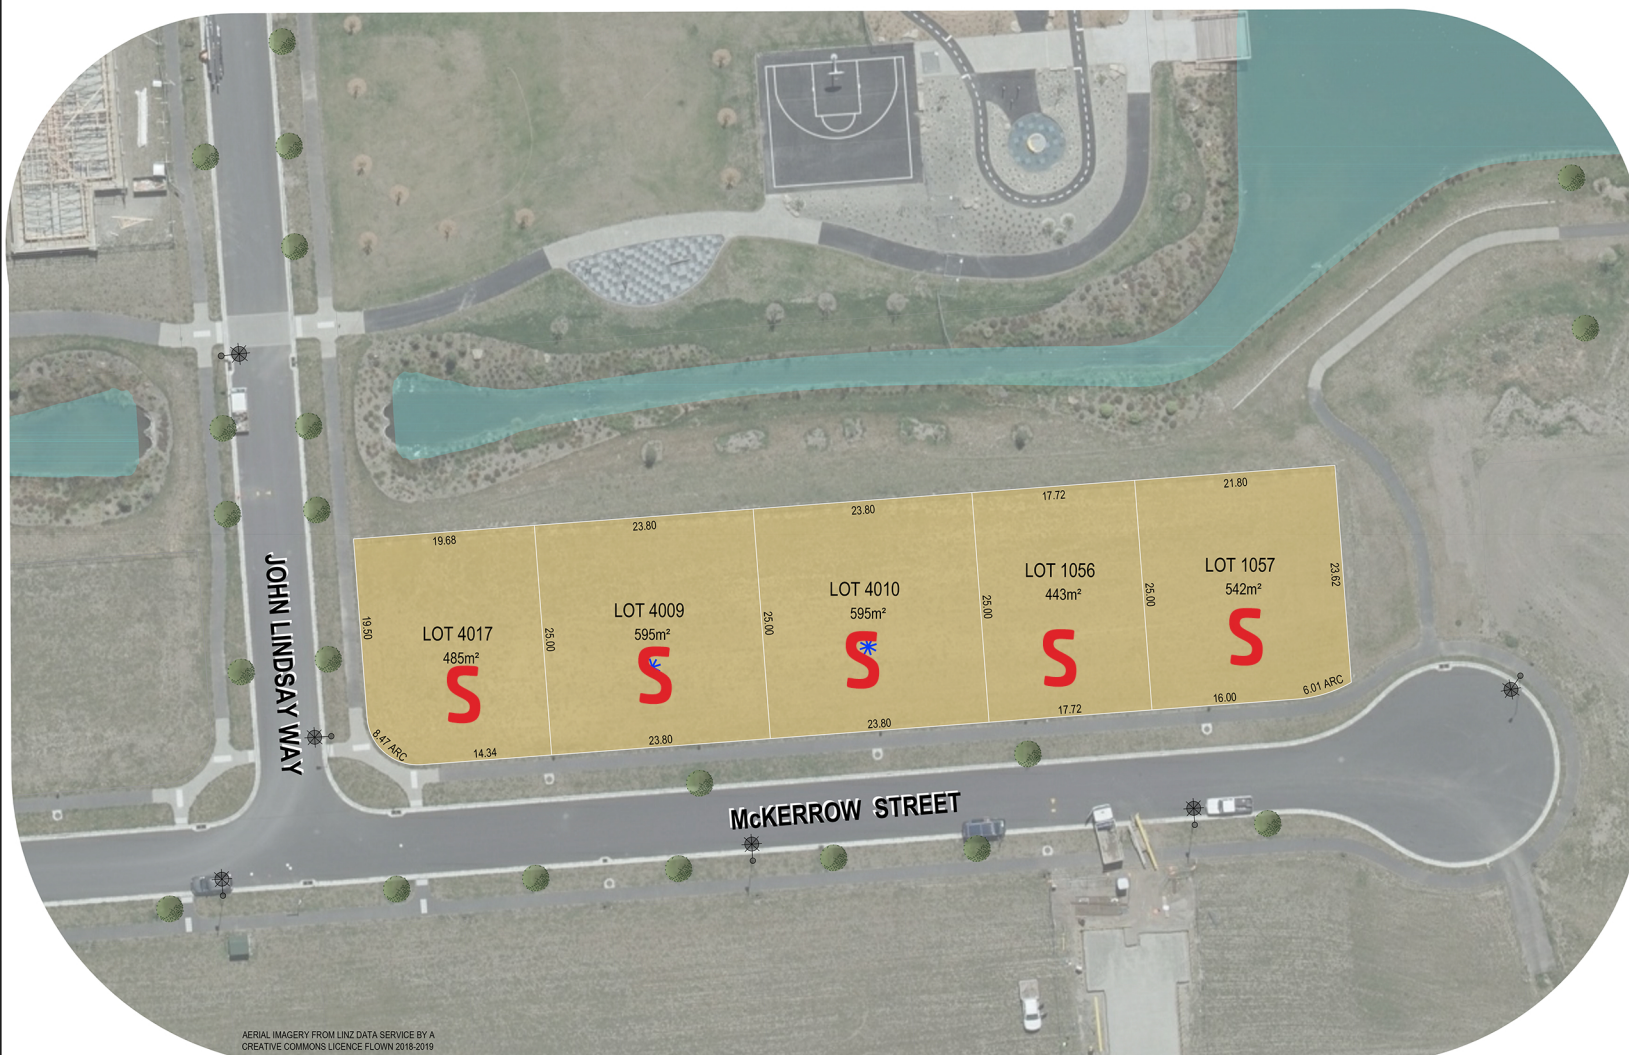 21.80
17.72
23.80
23.80
19.68
LOT 1057
542m²
23.62
LOT 1056
443m²
25.00
25.00
LOT 4010
595m²
25.00
LOT 4009
595m²
25.00
LOT 4017
485m²
19.50
S
S
S
S
S
6.01 ARC
16.00
17.72
23.80
23.80
14.34
8.47 ARC
JOHN LINDSAY WAY
McKERROW STREET
AERIAL IMAGERY FROM LINZ DATA SERVICE BY A
CREATIVE COMMONS LICENCE FLOWN 2018-2019